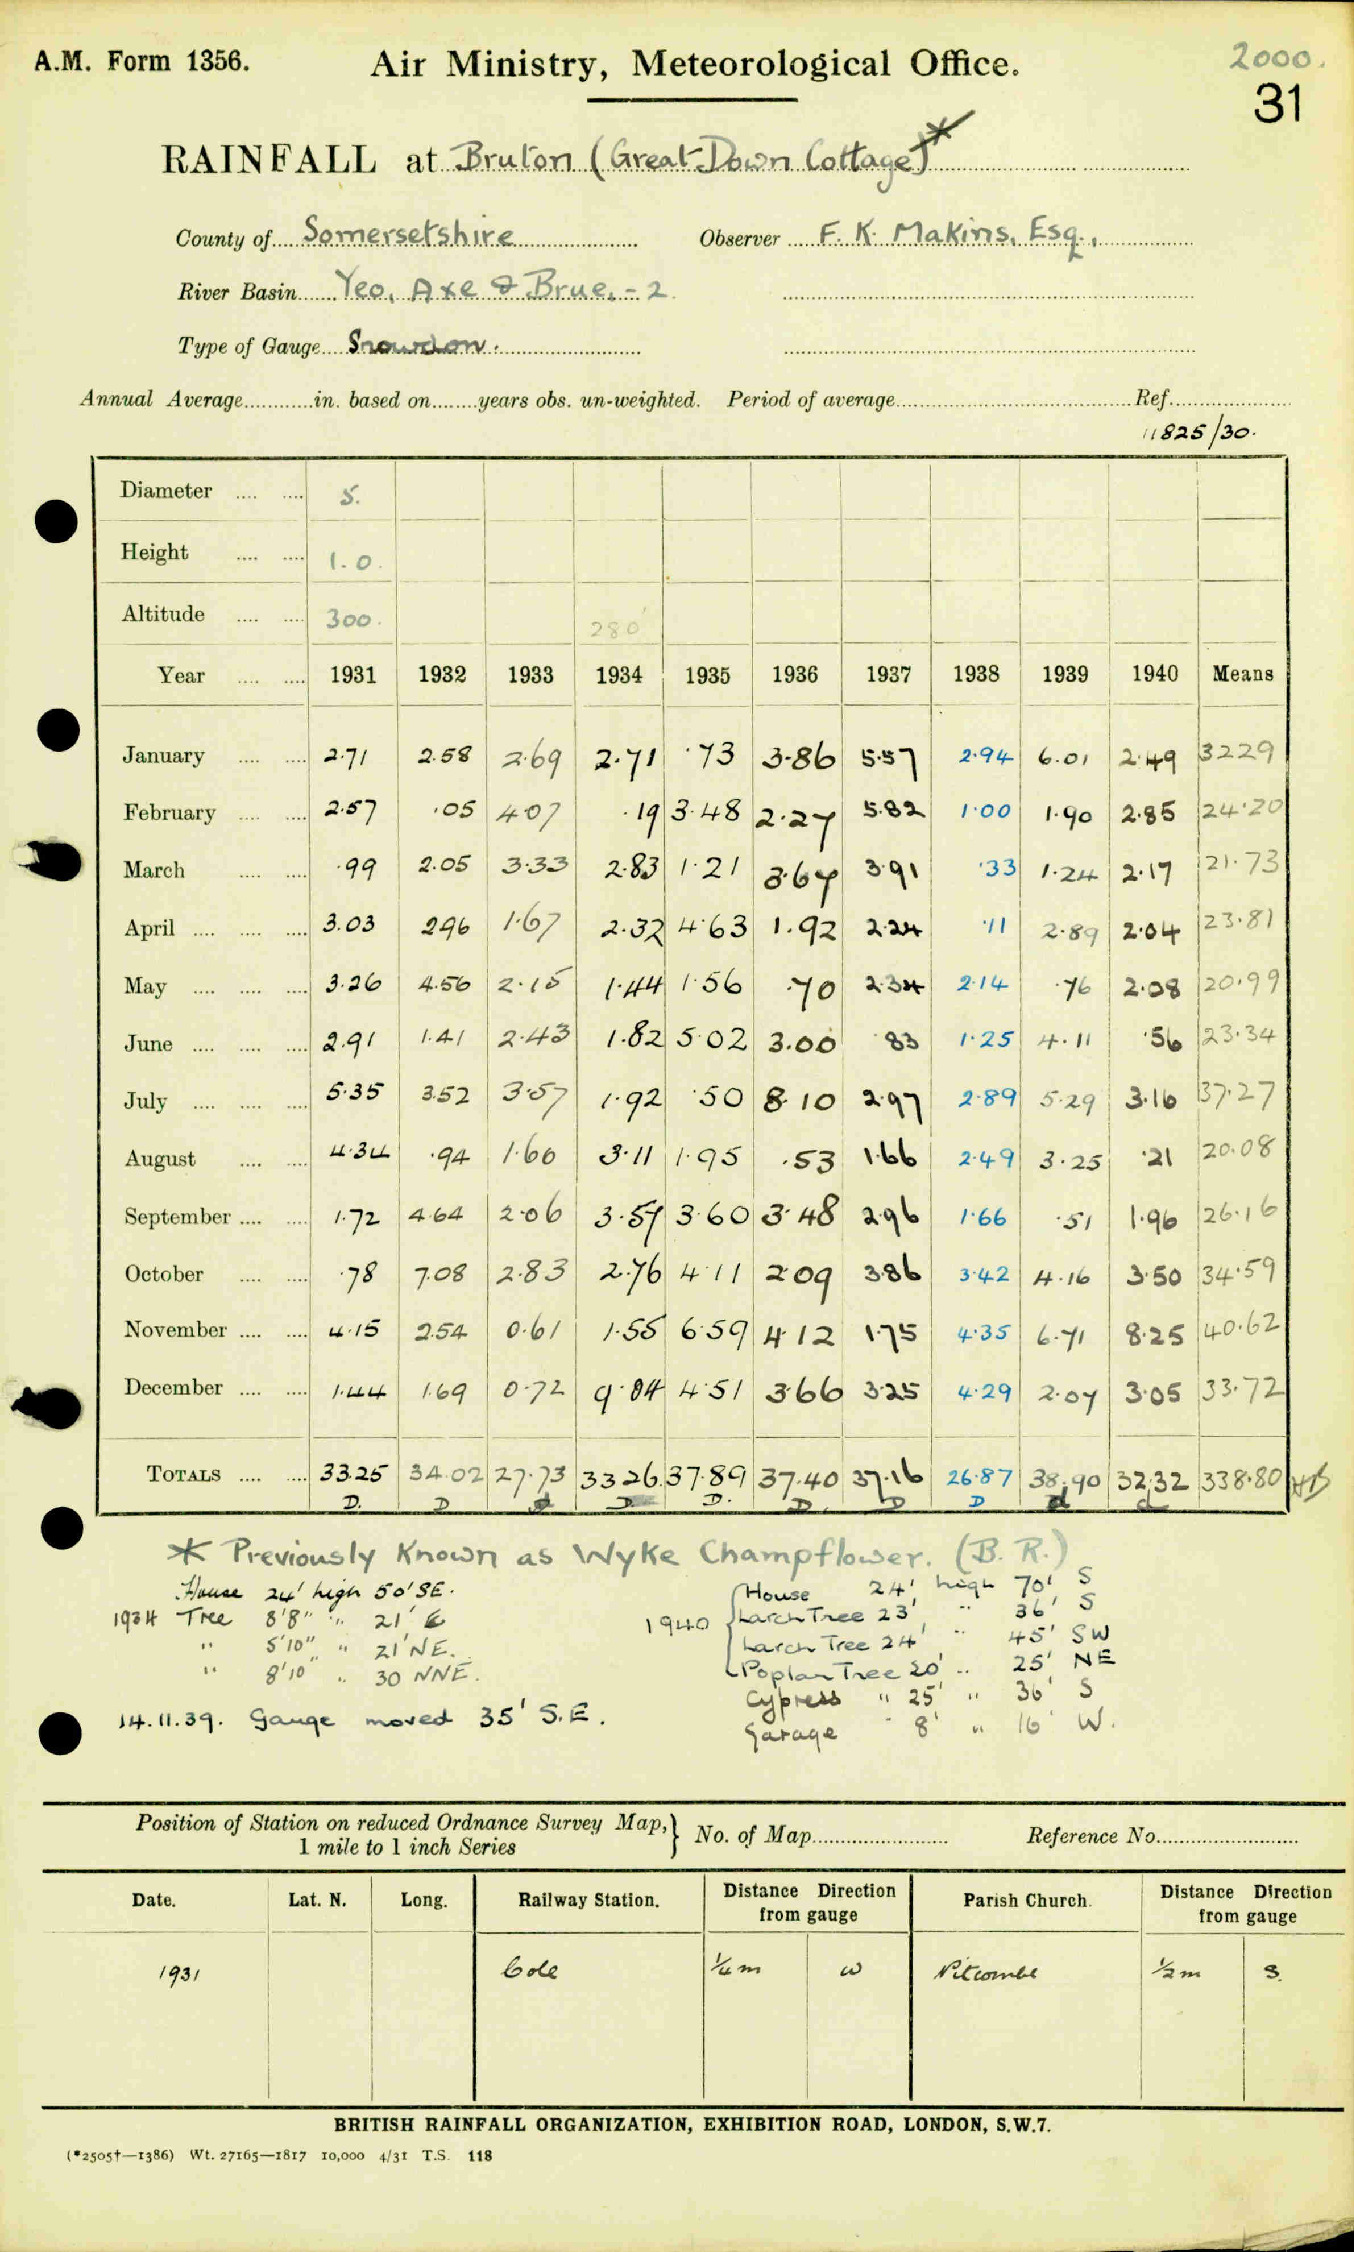 A.M. Form 1356. Air Ministry, Meteorological Office. 2000.
31
RAINFALL at Bruton (Great Down Cottage)*
County of Somersetshire Observer F. K. Makins, Esq.,
River Basin Yeo, Axe & Brue, - 2
Type of Gauge Snowdon.
Annual Average............in. based on........years obs. un-weighted. Period of average.............Ref.............
11825/30.
Diameter .... .... 5.
Height .... .... 1.0.
Altitude .... .... 300. 280'
Year .... .... 1931 1932 1933 1934 1935 1936 1937 1938 1939 1940 Means
January .... .... 2.71 2.58 2.69 2.71 .73 3.86 5.57 2.94 6.01 2.49 32.29
February .... .... 2.57 .05 4.07 .19 3.48 2.27 5.82 1.00 1.90 2.85 24.20
March .... .... .99 2.05 3.33 2.83 1.21 3.67 3.91 .33 1.24 2.17 21.73
April .... .... .... 3.03 2.96 1.67 2.32 4.63 1.92 2.24 .11 2.89 2.04 23.81
May .... .... .... 3.26 4.56 2.15 1.44 1.56 .70 2.34 2.14 .76 2.08 20.99
June .... .... .... 2.91 1.41 2.43 1.82 5.02 3.00 .83 1.25 4.11 .56 23.34
July .... .... .... 5.35 3.52 3.57 1.92 .50 8.10 2.97 2.89 5.29 3.16 37.27
August .... .... 4.34 .94 1.60 3.11 1.95 .53 1.66 2.49 3.25 .21 20.08
September .... .... 1.72 4.64 2.06 3.57 3.60 3.48 2.96 1.66 .51 1.96 26.16
October .... .... .78 7.08 2.83 2.76 4.11 2.09 3.86 3.42 4.16 3.50 34.59
November .... .... 4.15 2.54 0.61 1.55 6.59 4.12 1.75 4.35 6.71 8.25 40.62
December .... .... 1.44 1.69 0.72 9.04 4.51 3.66 3.25 4.29 2.07 3.05 33.72
TOTALS .... .... 33.25 34.02 27.73 33.26 37.89 37.40 37.16 26.87 38.90 32.32 338.80
D. D d D. D. D. D D d d
* Previously Known as Wyke Champflower. (B. R.)
House 24' high 50' SE.
1934 Tree 8'8" " 21' E
" 5'10" " 21' NE.
" 8'10 " 30 NNE.
14.11.39. Gauge moved 35' S.E.
House 24' high 70' S
1940 Larch Tree 23' " 36' S
Larch Tree 24' " 45' SW
Poplar Tree 20' " 25' NE
Cypress " 25' " 36' S
Garage " 8' " 16' W.
Position of Station on reduced Ordnance Survey Map,} No. of Map............ Reference No............
1 mile to 1 inch Series
Date. Lat. N. Long. Railway Station. Distance Direction from gauge Parish Church. Distance Direction from gauge
1931 Cole ¼ m W Pitcombe ½ m S.
BRITISH RAINFALL ORGANIZATION, EXHIBITION ROAD, LONDON, S.W.7.
(*2505†—1386) Wt. 27165—1817 10,000 4/31 T.S. 118